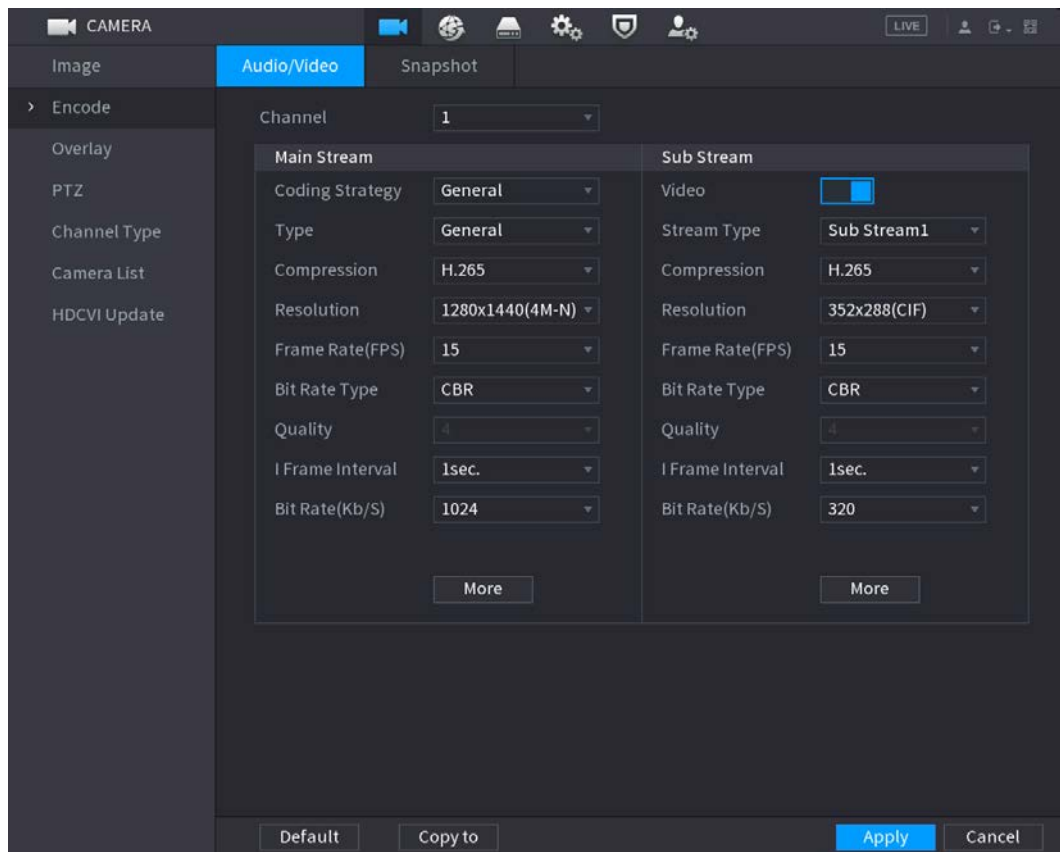 CAMERA
LIVE
Image
Encode
Overlay
PTZ
Channel Type
Camera List
HDCVI Update
Audio/Video Snapshot
Channel 1
Main Stream
Coding Strategy General
Type General
Compression H.265
Resolution 1280x1440(4M-N)
Frame Rate(FPS) 15
Bit Rate Type CBR
Quality 4
I Frame Interval 1sec.
Bit Rate(Kb/S) 1024
More
Sub Stream
Video
Stream Type Sub Stream1
Compression H.265
Resolution 352x288(CIF)
Frame Rate(FPS) 15
Bit Rate Type CBR
Quality 4
I Frame Interval 1sec.
Bit Rate(Kb/S) 320
More
Default Copy to Apply Cancel